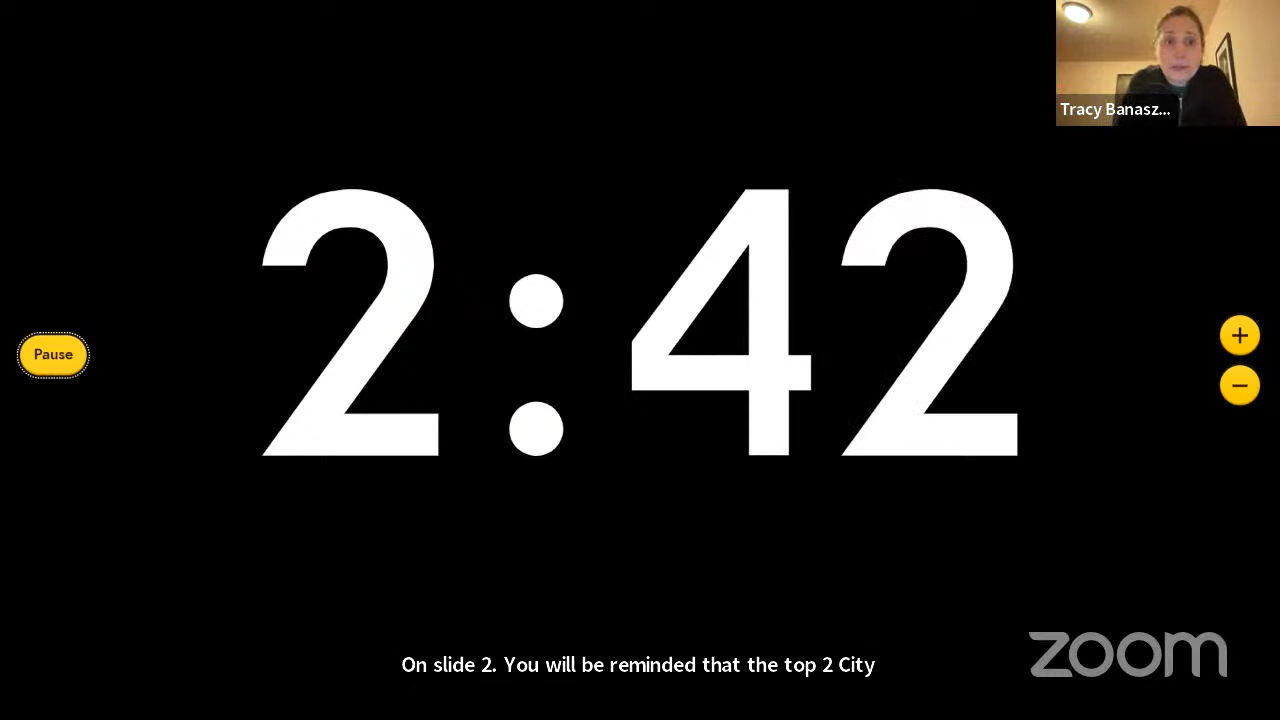 Tracy Banasz...
2:42
Pause
+
−
On slide 2. You will be reminded that the top 2 City
zoom